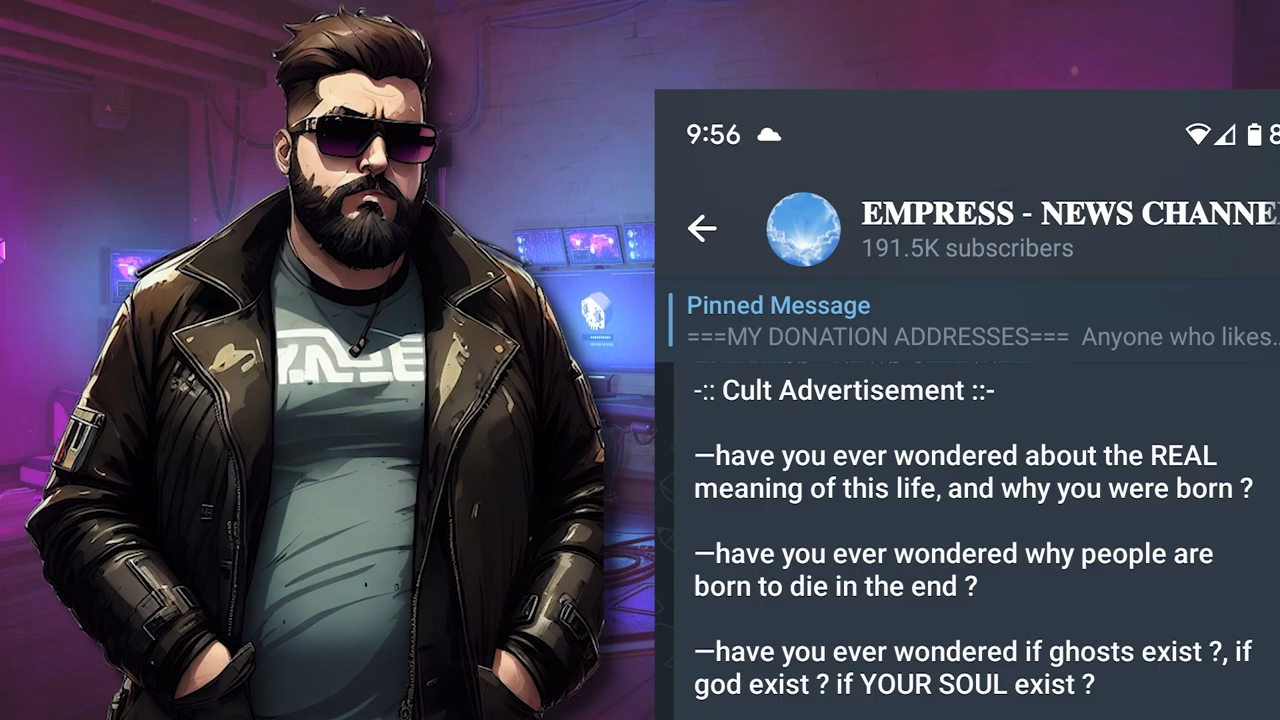 9:56
8
EMPRESS - NEWS CHANNE
191.5K subscribers
Pinned Message
===MY DONATION ADDRESSES=== Anyone who likes...
-:: Cult Advertisement ::-
—have you ever wondered about the REAL
meaning of this life, and why you were born ?
—have you ever wondered why people are
born to die in the end ?
—have you ever wondered if ghosts exist ?, if
god exist ? if YOUR SOUL exist ?